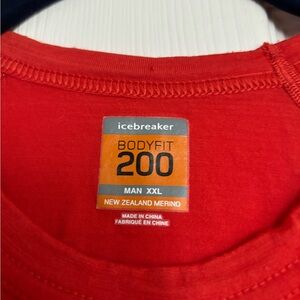 icebreaker
BODYFIT
200
MAN XXL
NEW ZEALAND MERINO
MADE IN CHINA
FABRIQUÉ EN CHINE